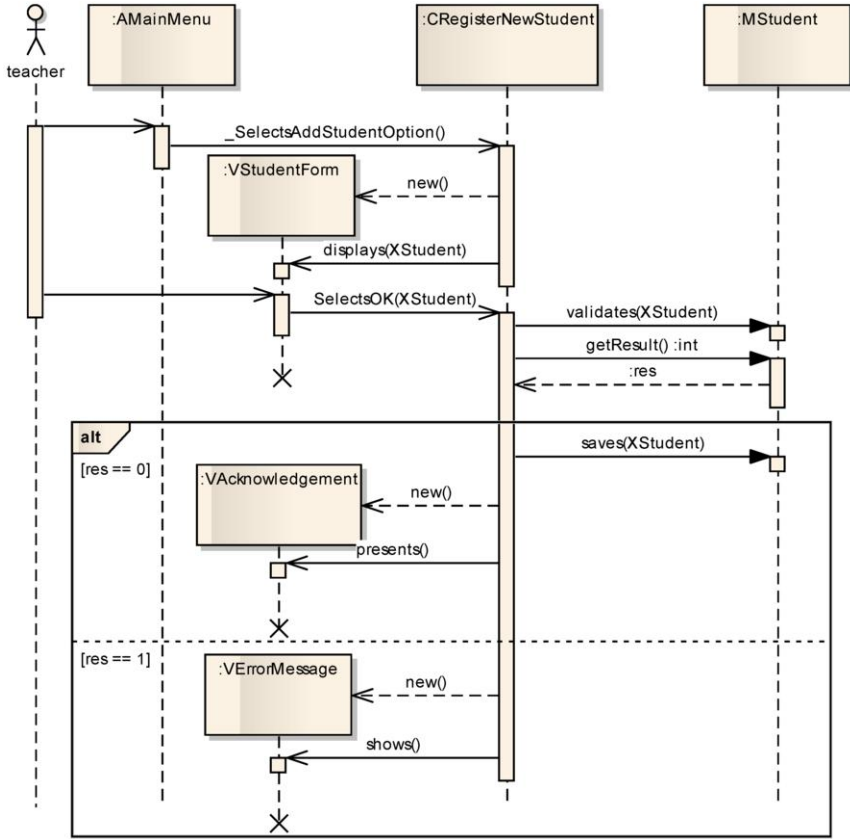 :AMainMenu
:CRegisterNewStudent
:MStudent
teacher
_SelectsAddStudentOption()
:VStudentForm
new()
displays(XStudent)
SelectsOK(XStudent)
validates(XStudent)
getResult() :int
:res
alt
saves(XStudent)
[res == 0]
:VAcknowledgement
new()
presents()
[res == 1]
:VErrorMessage
new()
shows()